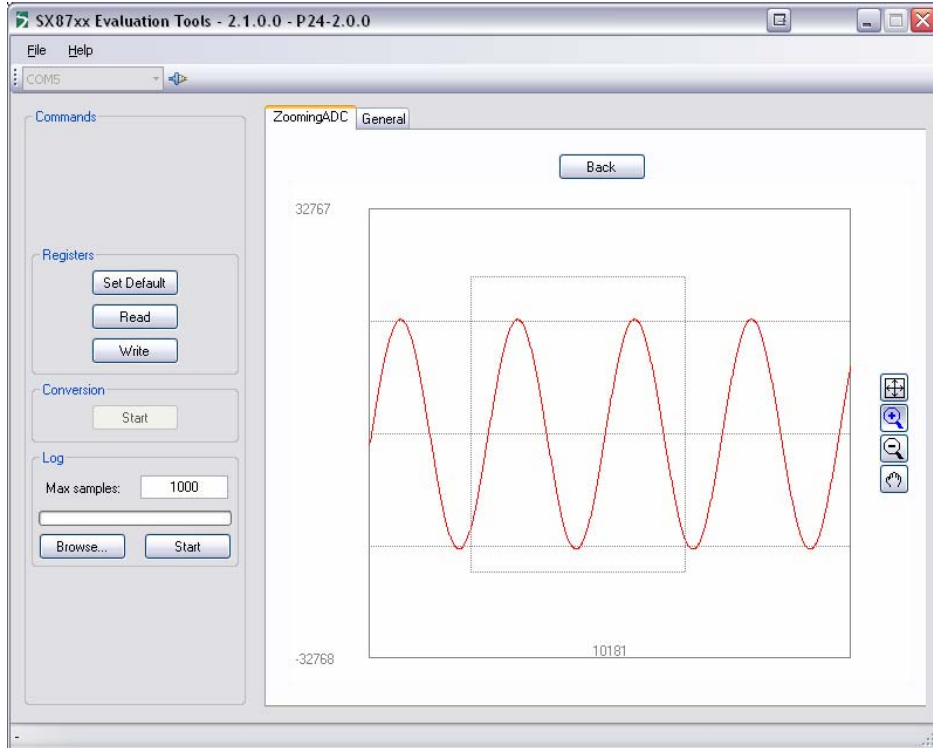 SX87xx Evaluation Tools - 2.1.0.0 - P24-2.0.0
File Help
COM5
Commands
ZoomingADC General
Back
32767
Registers
Set Default
Read
Write
Conversion
Start
Log
Max samples: 1000
Browse... Start
10181
-32768
-